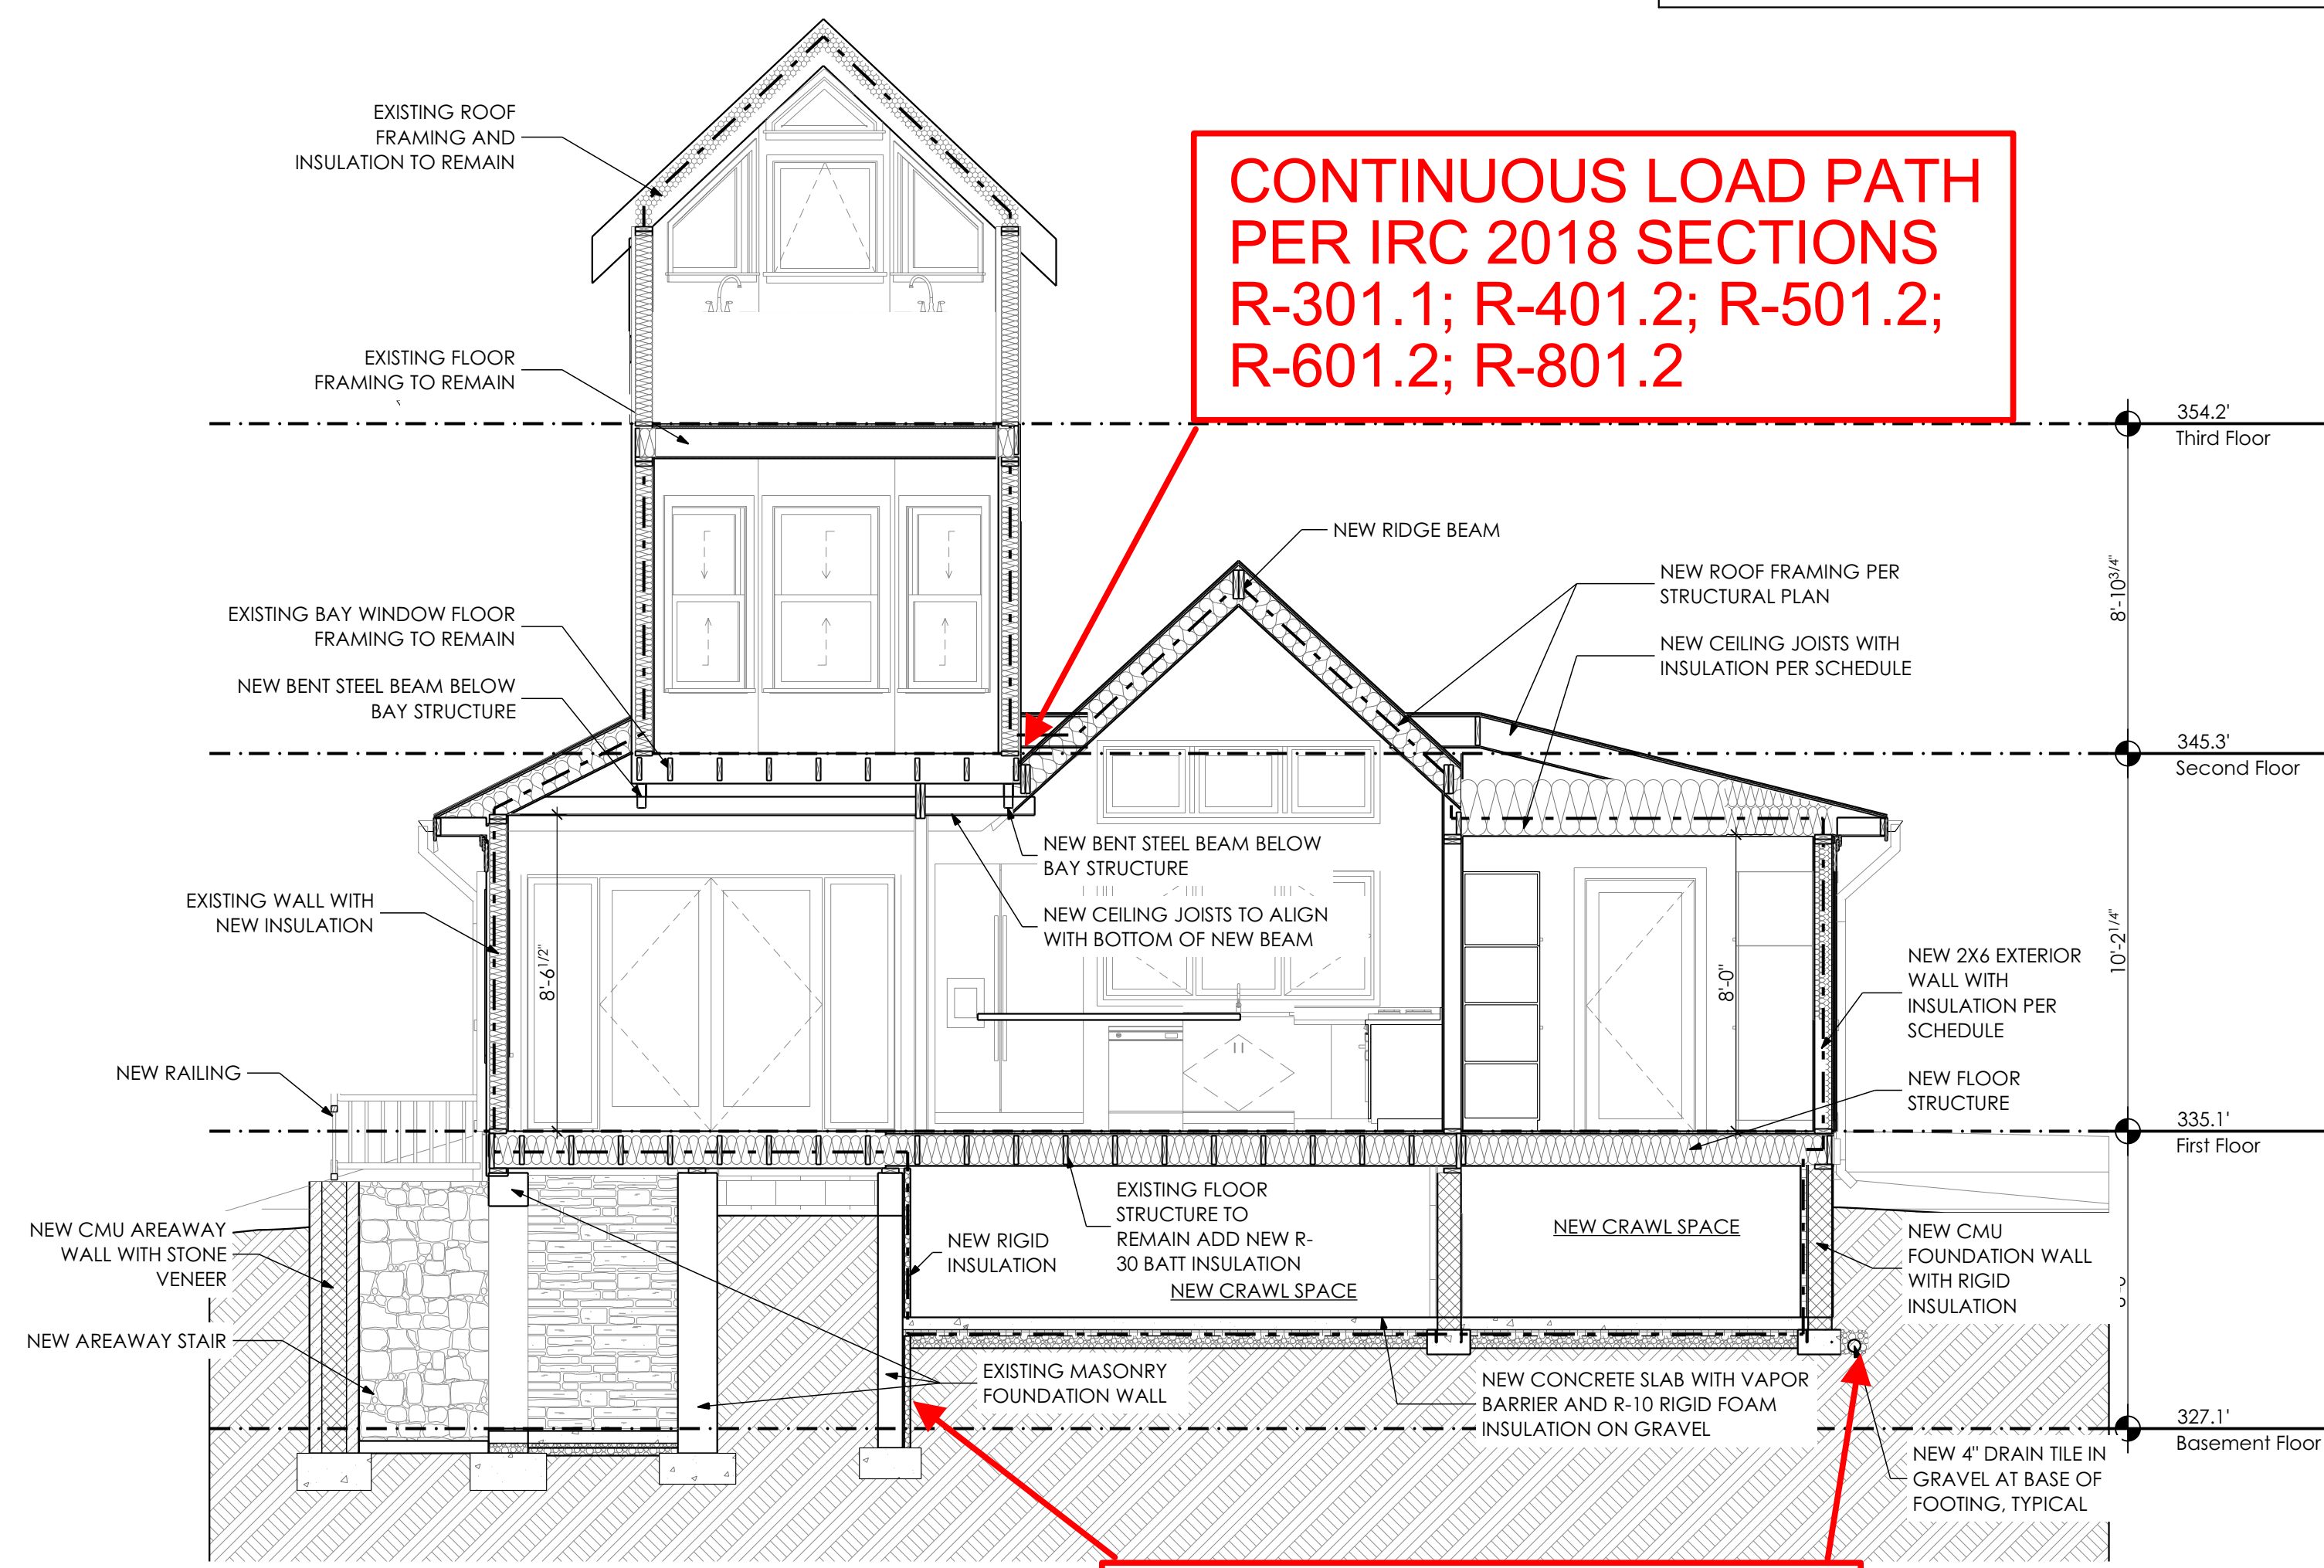 EXISTING ROOF
FRAMING AND
INSULATION TO REMAIN
CONTINUOUS LOAD PATH
PER IRC 2018 SECTIONS
R-301.1; R-401.2; R-501.2;
R-601.2; R-801.2
EXISTING FLOOR
FRAMING TO REMAIN
354.2'
Third Floor
NEW RIDGE BEAM
8'-10 3/4"
NEW ROOF FRAMING PER
STRUCTURAL PLAN
EXISTING BAY WINDOW FLOOR
FRAMING TO REMAIN
NEW CEILING JOISTS WITH
INSULATION PER SCHEDULE
NEW BENT STEEL BEAM BELOW
BAY STRUCTURE
345.3'
Second Floor
NEW BENT STEEL BEAM BELOW
BAY STRUCTURE
EXISTING WALL WITH
NEW INSULATION
NEW CEILING JOISTS TO ALIGN
WITH BOTTOM OF NEW BEAM
8'-6 1/2"
8'-0"
10'-2 1/4"
NEW 2X6 EXTERIOR
WALL WITH
INSULATION PER
SCHEDULE
NEW RAILING
NEW FLOOR
STRUCTURE
335.1'
First Floor
NEW CMU AREAWAY
WALL WITH STONE
VENEER
NEW RIGID
INSULATION
EXISTING FLOOR
STRUCTURE TO
REMAIN ADD NEW R-
30 BATT INSULATION
NEW CRAWL SPACE
NEW CRAWL SPACE
NEW CMU
FOUNDATION WALL
WITH RIGID
INSULATION
NEW AREAWAY STAIR
EXISTING MASONRY
FOUNDATION WALL
NEW CONCRETE SLAB WITH VAPOR
BARRIER AND R-10 RIGID FOAM
INSULATION ON GRAVEL
327.1'
Basement Floor
NEW 4" DRAIN TILE IN
GRAVEL AT BASE OF
FOOTING, TYPICAL